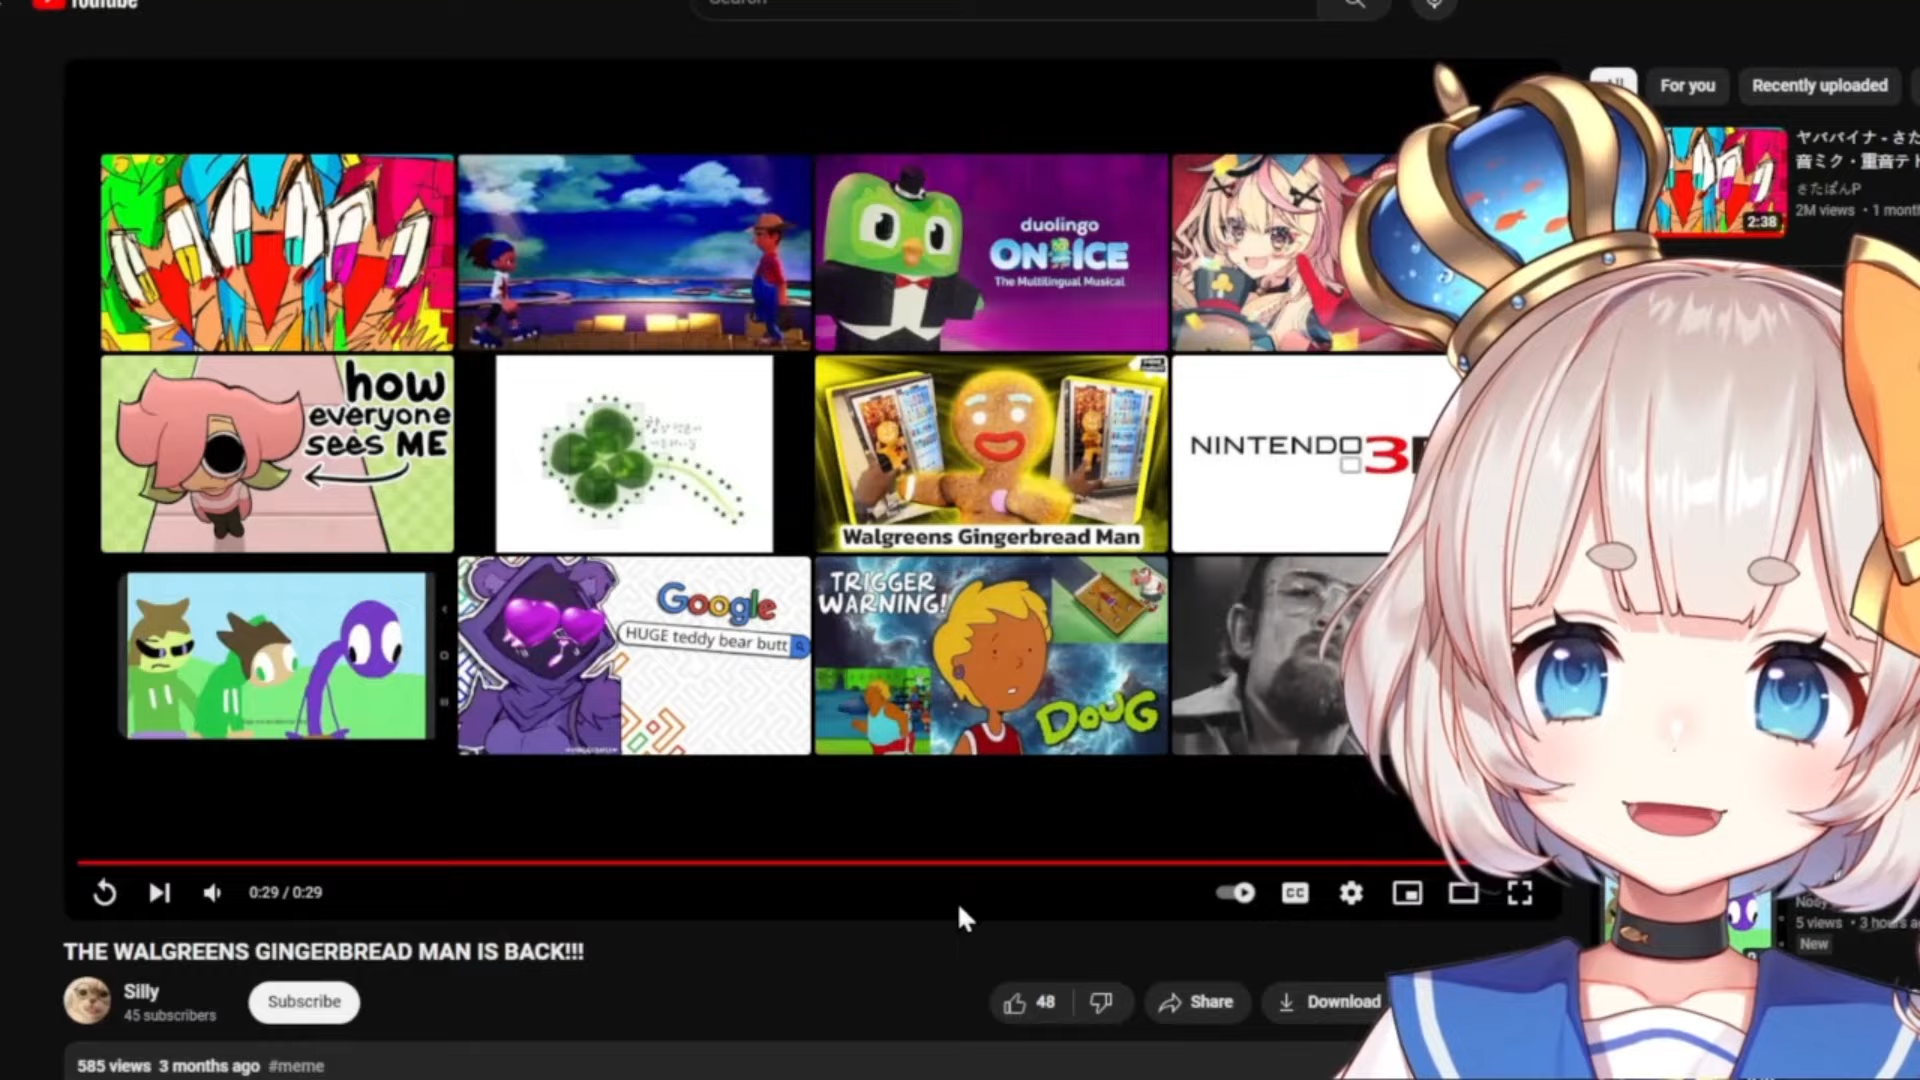 YouTube
Search
For you
Recently uploaded
ヤババイナ - さた
音ミク・重音テト
さたぱんP
2M views • 1 month
2:38
duolingo
ON ICE
The Multilingual Musical
how
everyone
sees ME
Walgreens Gingerbread Man
NINTENDO 3
Google
HUGE teddy bear butt
TRIGGER
WARNING!
DOUG
0:29 / 0:29
CC
THE WALGREENS GINGERBREAD MAN IS BACK!!!
Silly
45 subscribers
Subscribe
48
Share
Download
5 views • 3 hours a
New
585 views 3 months ago #meme